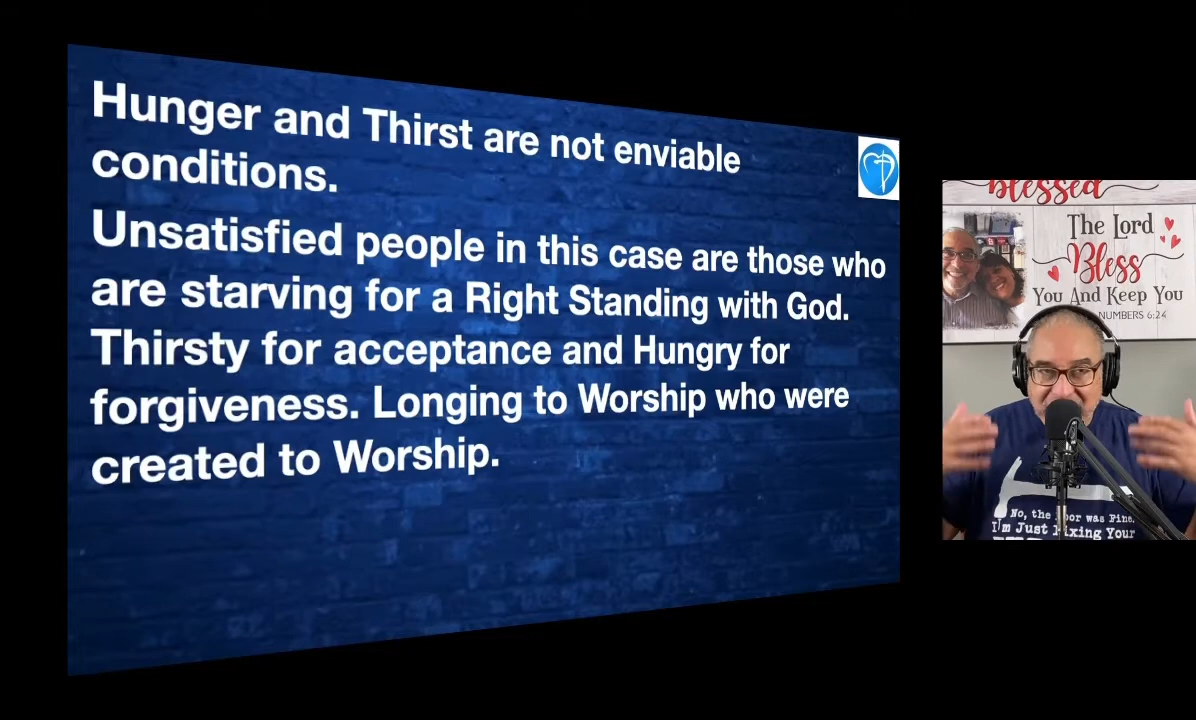 Hunger and Thirst are not enviable
conditions.
Unsatisfied people in this case are those who
are starving for a Right Standing with God.
Thirsty for acceptance and Hungry for
forgiveness. Longing to Worship who were
created to Worship.
blessed
The Lord
Bless
You And Keep You
NUMBERS 6:24
No, the Door was Fine,
I'm Just Fixing Your